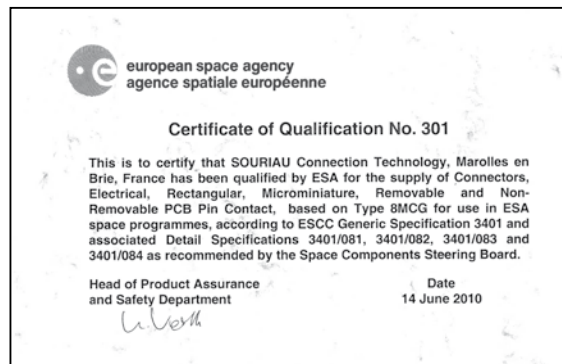 european space agency
agence spatiale européenne
Certificate of Qualification No. 301
This is to certify that SOURIAU Connection Technology, Marolles en
Brie, France has been qualified by ESA for the supply of Connectors,
Electrical, Rectangular, Microminiature, Removable and Non-
Removable PCB Pin Contact, based on Type 8MCG for use in ESA
space programmes, according to ESCC Generic Specification 3401 and
associated Detail Specifications 3401/081, 3401/082, 3401/083 and
3401/084 as recommended by the Space Components Steering Board.
Head of Product Assurance
and Safety Department
Date
14 June 2010